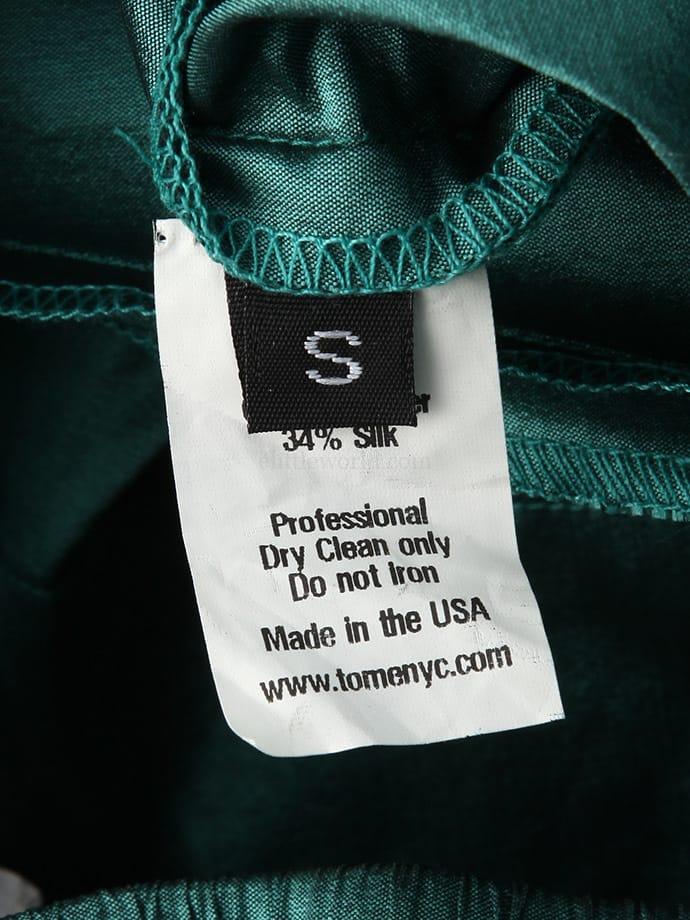 S
34% Silk
Professional
Dry Clean only
Do not Iron
Made in the USA
www.tomenyc.com